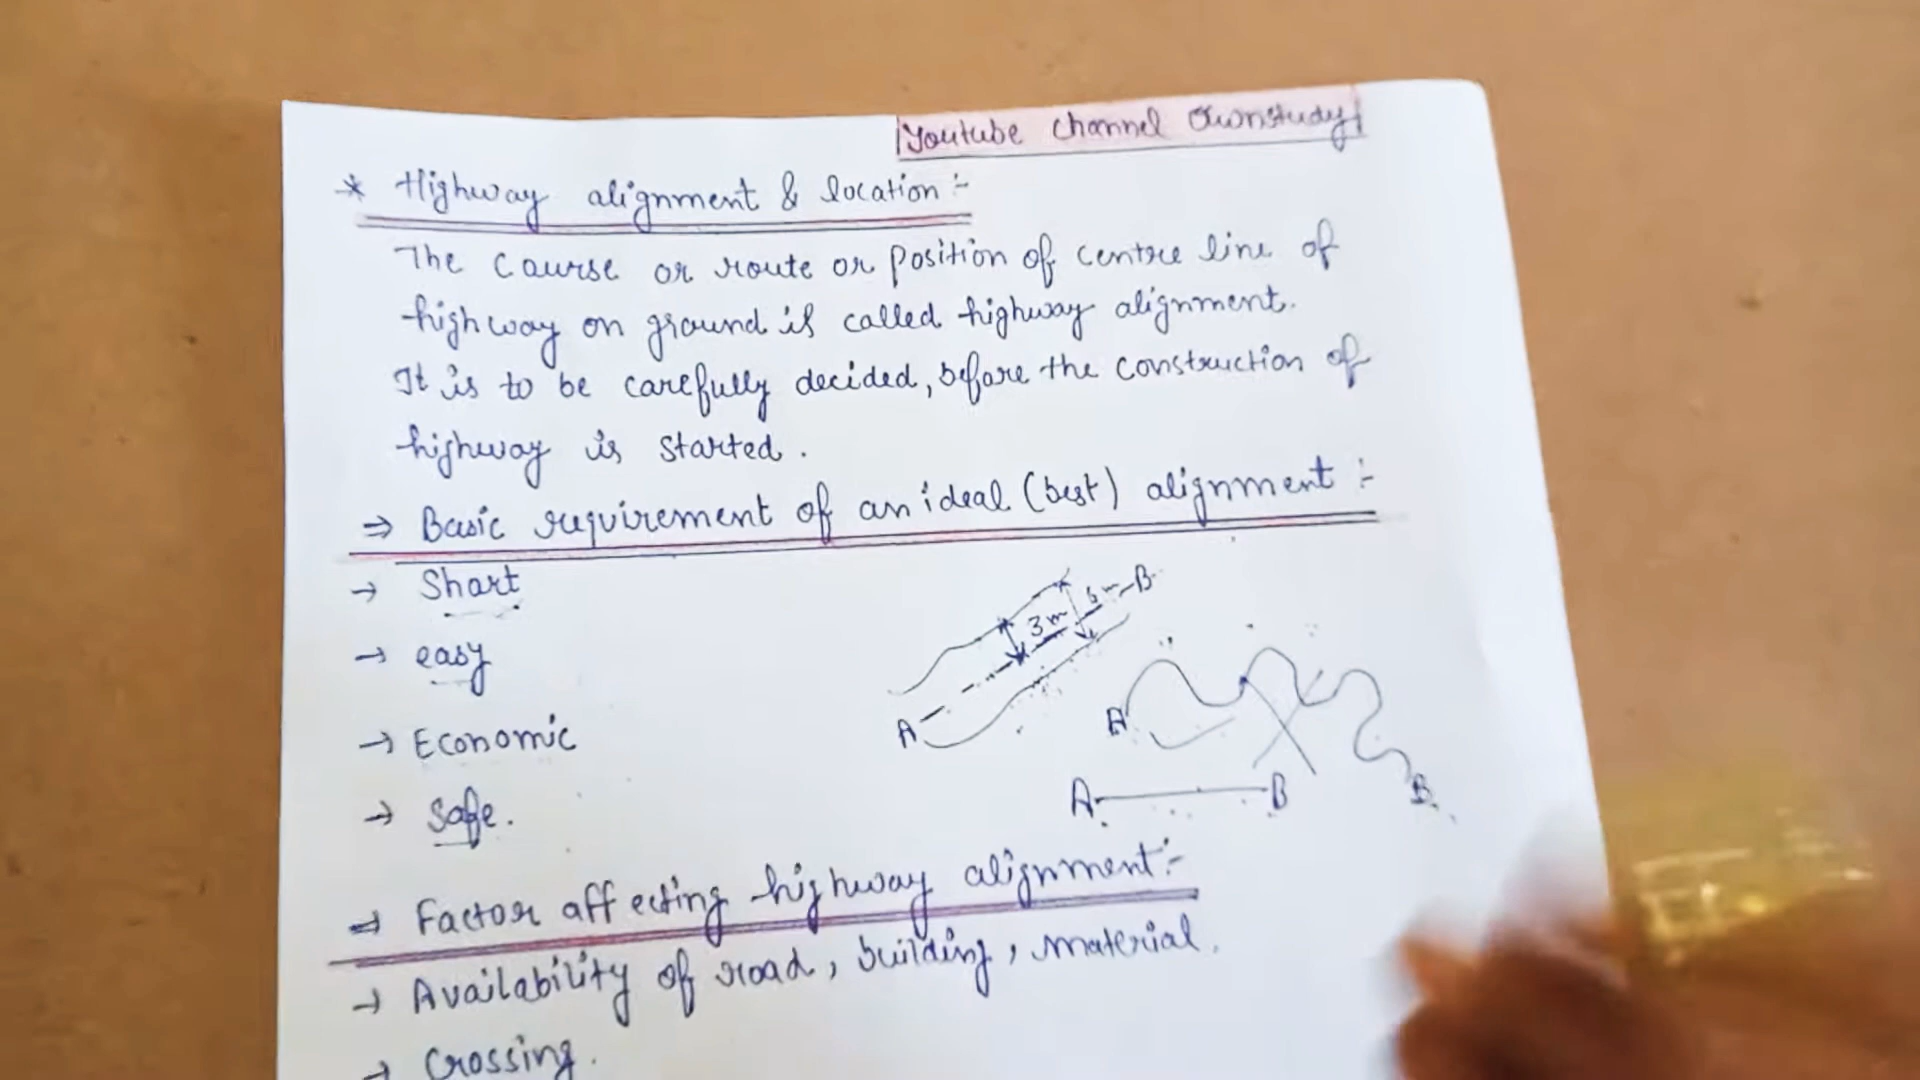 Youtube channel Ownstudy
* Highway alignment & location :-
The course or route or position of centre line of
highway on ground is called highway alignment.
It is to be carefully decided, before the construction of
highway is started.
⇒ Basic requirement of an ideal (best) alignment :-
→ Short
→ easy
→ Economic
→ Safe.
3m 6m B
A
A B
A B
⇒ Factor affecting highway alignment :-
→ Availability of road, building, material.
→ Crossing.